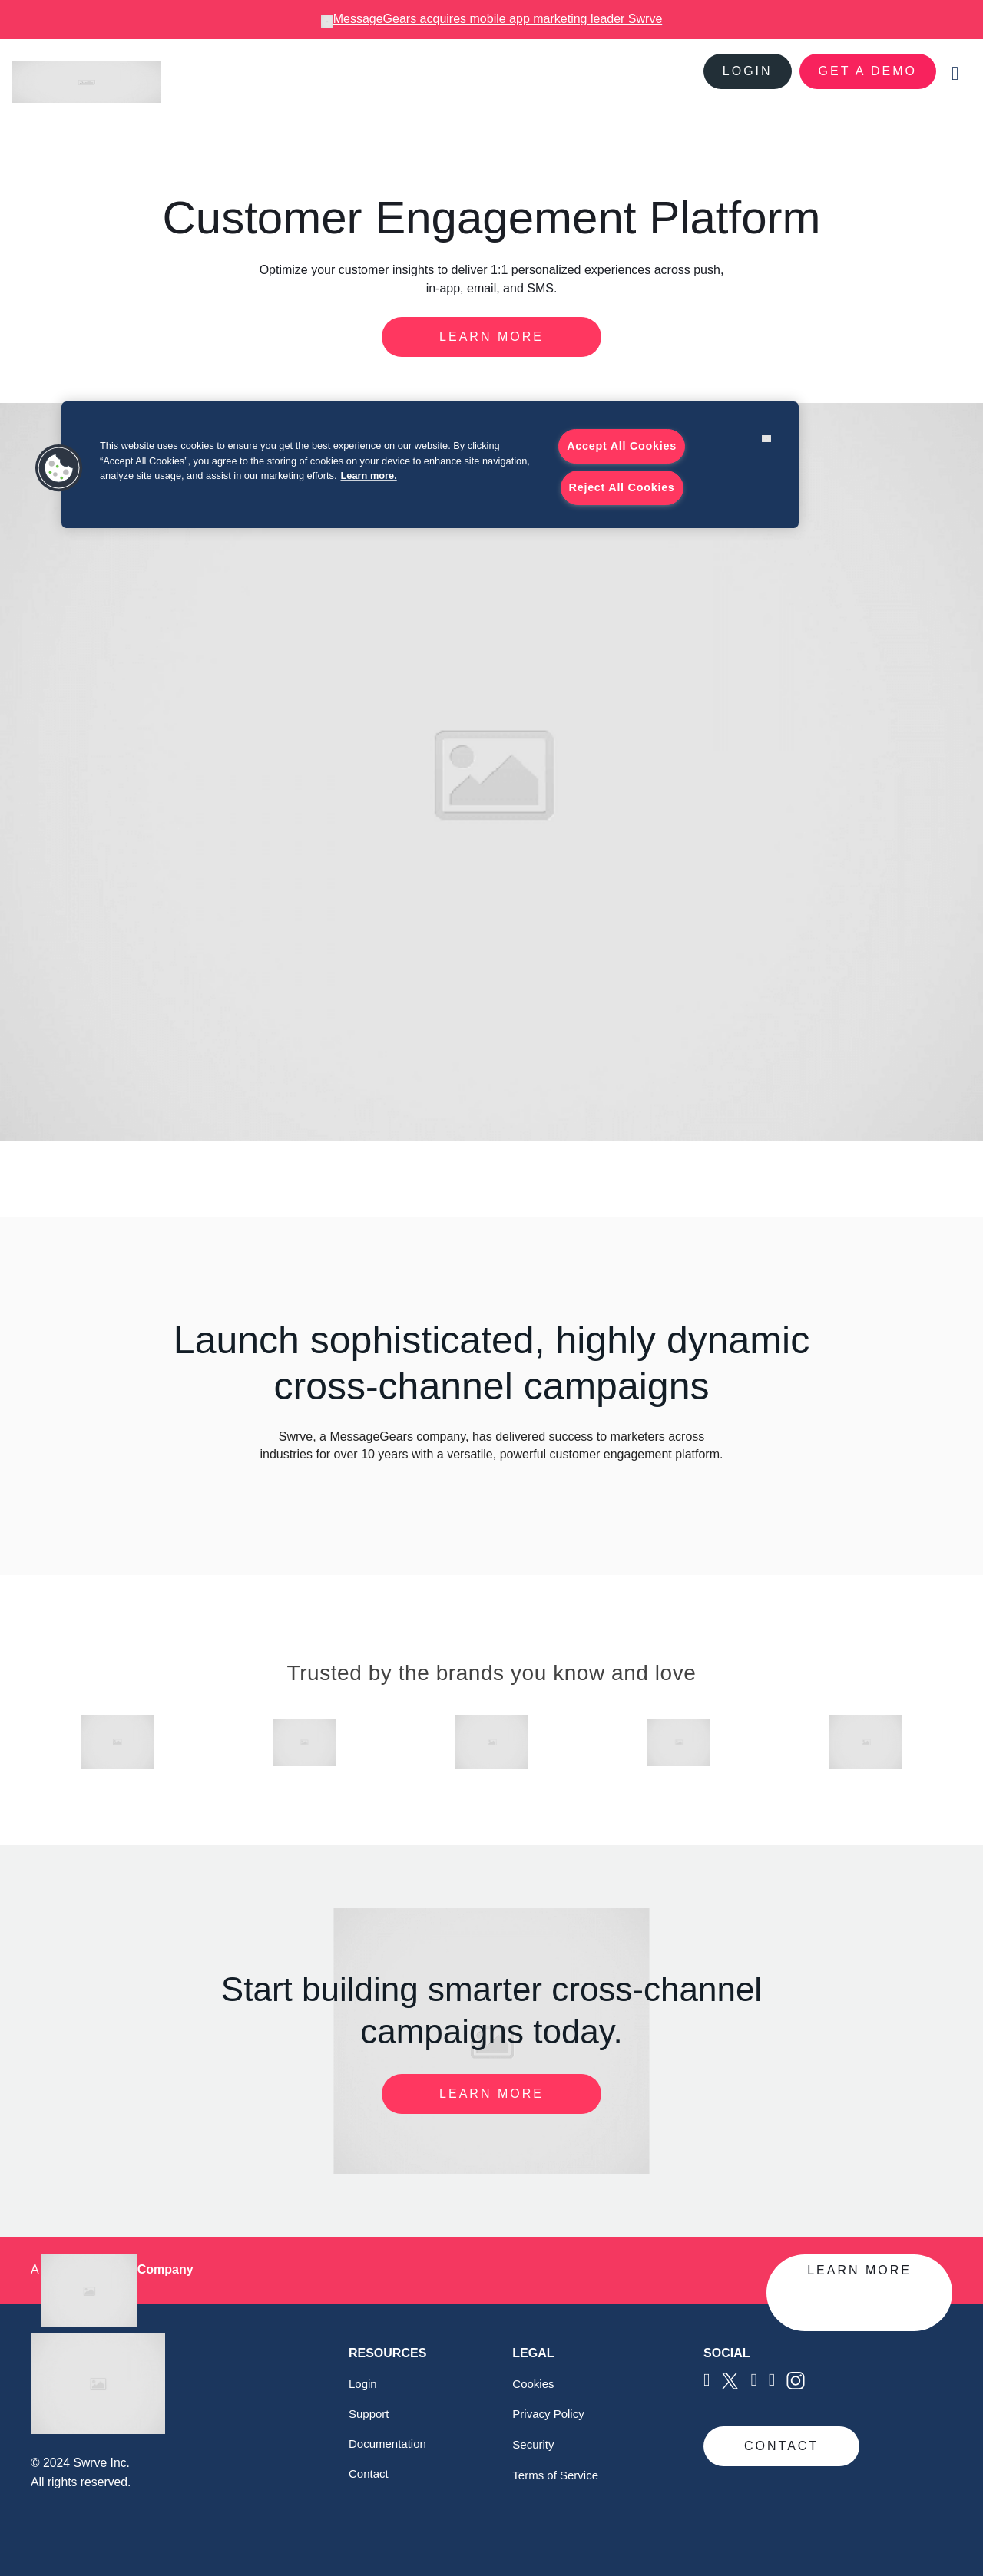 MessageGears acquires mobile app marketing leader Swrve
LOGIN
GET A DEMO
Customer Engagement Platform
Optimize your customer insights to deliver 1:1 personalized experiences across push,
in-app, email, and SMS.
LEARN MORE
This website uses cookies to ensure you get the best experience on our website. By clicking
“Accept All Cookies”, you agree to the storing of cookies on your device to enhance site navigation,
analyze site usage, and assist in our marketing efforts. Learn more.
Accept All Cookies
Reject All Cookies
Launch sophisticated, highly dynamic
cross-channel campaigns
Swrve, a MessageGears company, has delivered success to marketers across
industries for over 10 years with a versatile, powerful customer engagement platform.
Trusted by the brands you know and love
Start building smarter cross-channel
campaigns today.
LEARN MORE
A Company
LEARN MORE
© 2024 Swrve Inc.
All rights reserved.
RESOURCES
Login
Support
Documentation
Contact
LEGAL
Cookies
Privacy Policy
Security
Terms of Service
SOCIAL
CONTACT